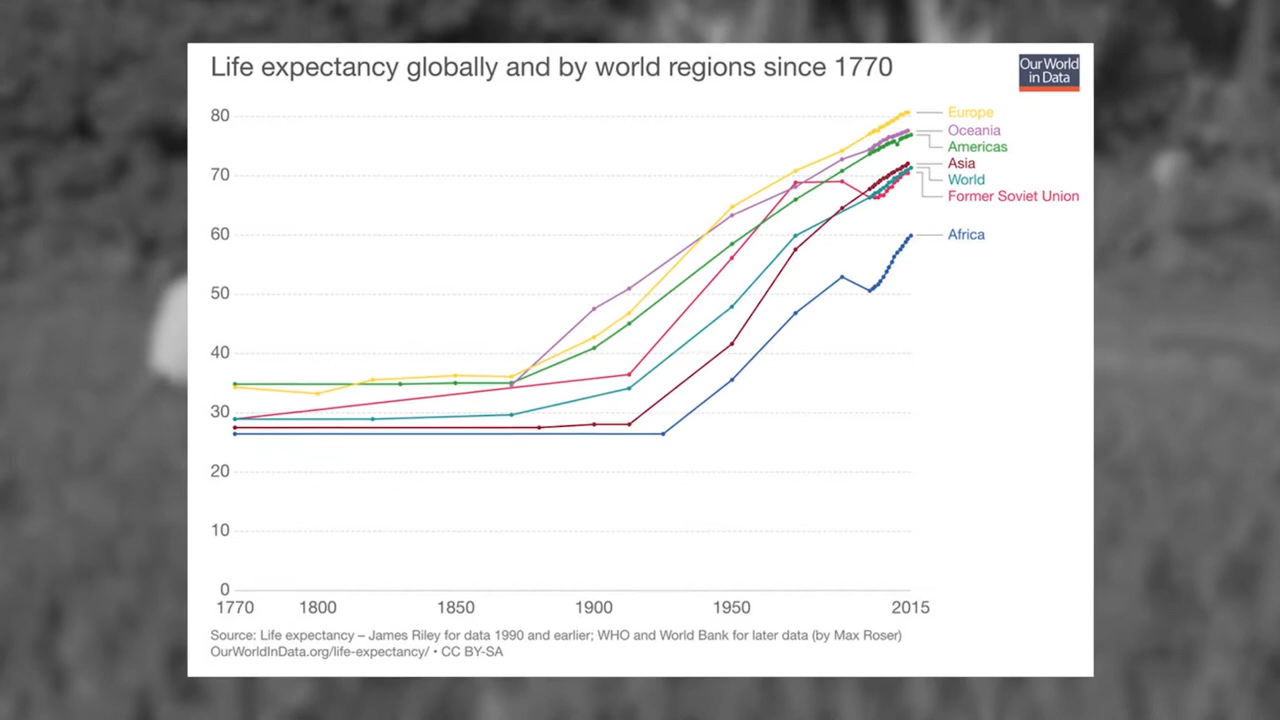 Life expectancy globally and by world regions since 1770
Our World
in Data
80
70
60
50
40
30
20
10
0
Europe
Oceania
Americas
Asia
World
Former Soviet Union
Africa
1770
1800
1850
1900
1950
2015
Source: Life expectancy – James Riley for data 1990 and earlier; WHO and World Bank for later data (by Max Roser)
OurWorldInData.org/life-expectancy/ • CC BY-SA